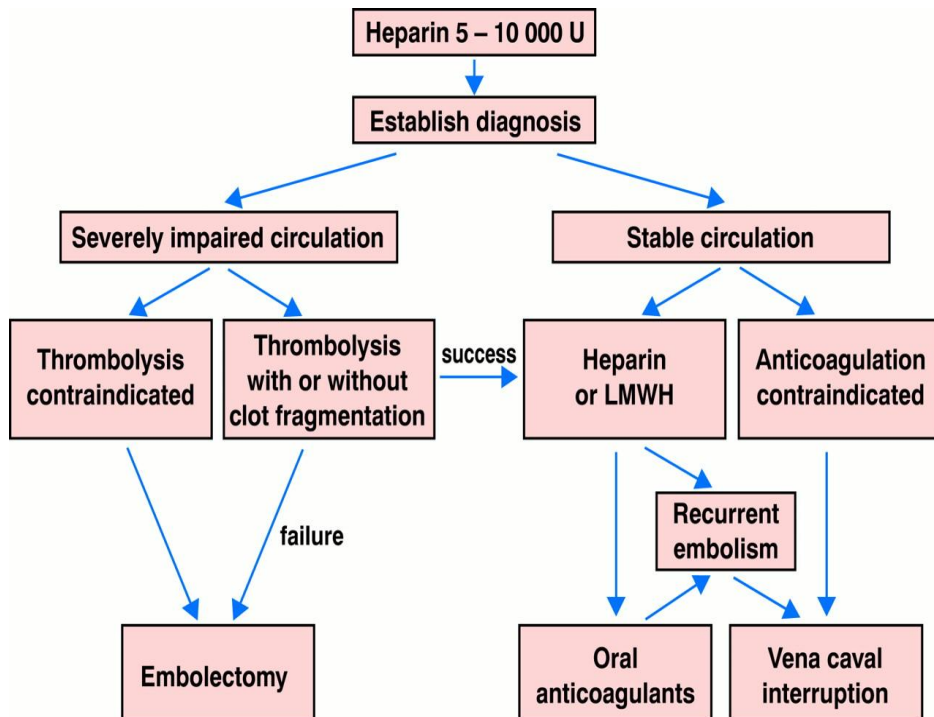 Heparin 5 – 10 000 U
Establish diagnosis
Severely impaired circulation
Stable circulation
Thrombolysis
contraindicated
Thrombolysis
with or without
clot fragmentation
success
Heparin
or LMWH
Anticoagulation
contraindicated
failure
Recurrent
embolism
Embolectomy
Oral
anticoagulants
Vena caval
interruption